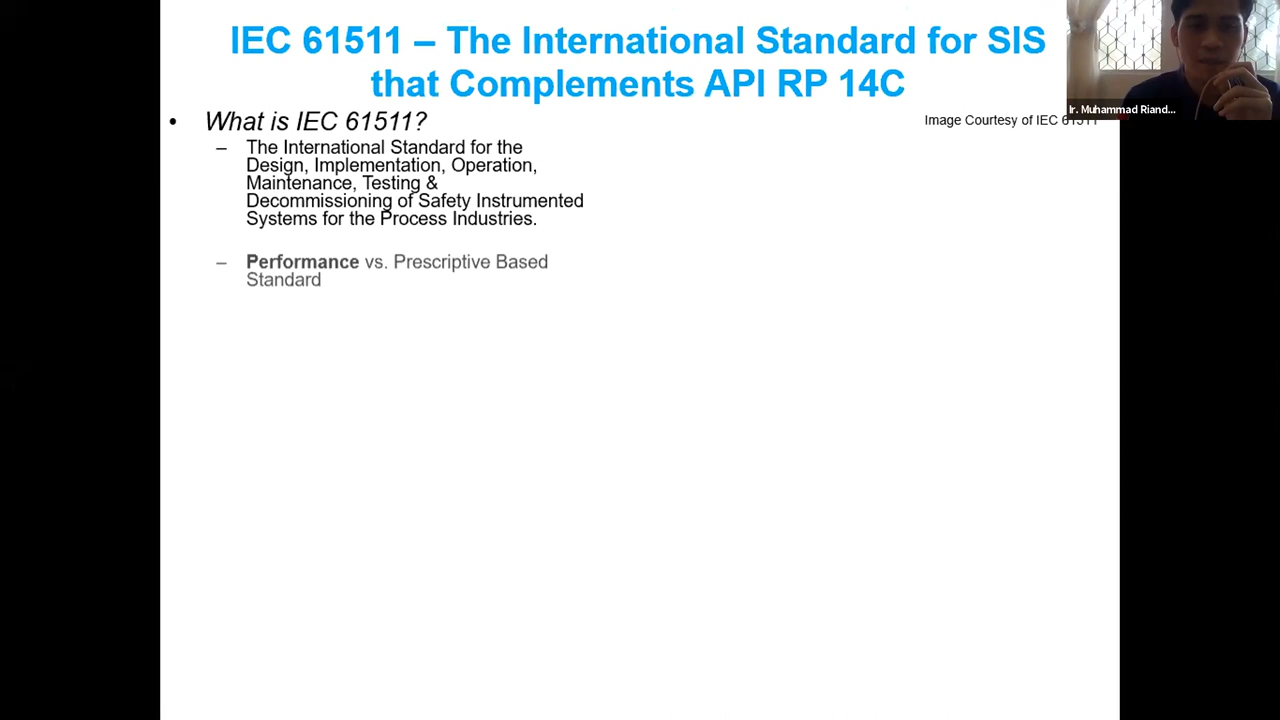 IEC 61511 – The International Standard for SIS
that Complements API RP 14C
• What is IEC 61511?
– The International Standard for the
Design, Implementation, Operation,
Maintenance, Testing &
Decommissioning of Safety Instrumented
Systems for the Process Industries.
– Performance vs. Prescriptive Based
Standard
Image Courtesy of IEC 61511
Ir. Muhammad Riand...